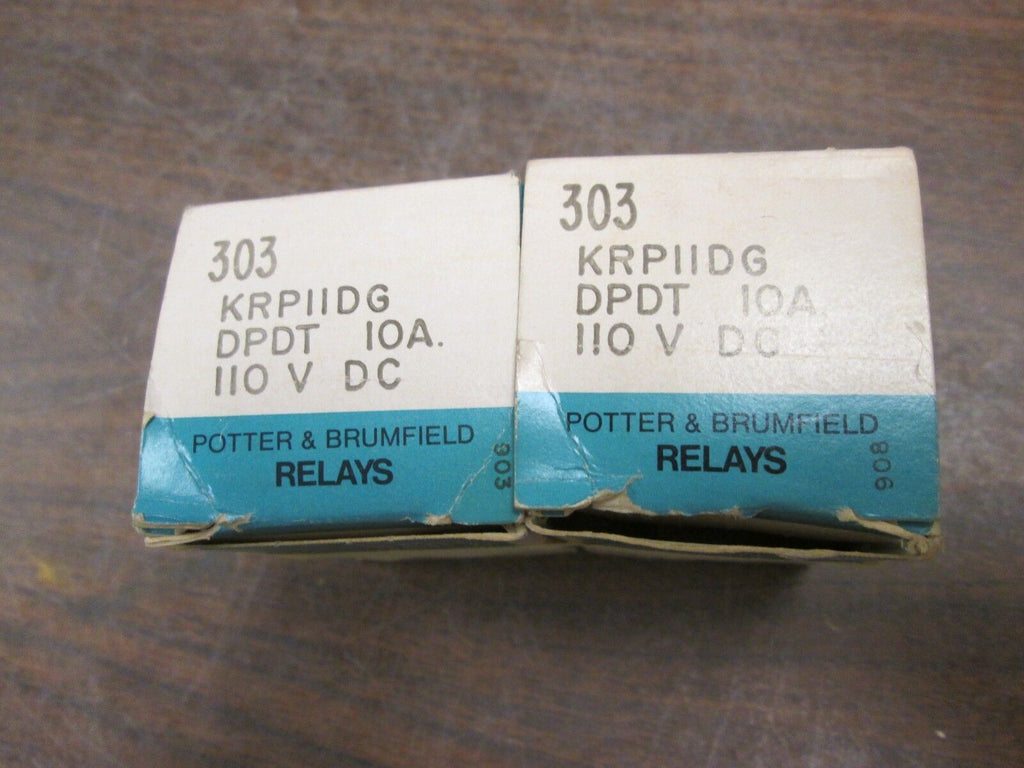 303
KRP11DG
DPDT 10A.
110 V DC
POTTER & BRUMFIELD
RELAYS
903
303
KRP11DG
DPDT 10A
110 V DC
POTTER & BRUMFIELD
RELAYS
806